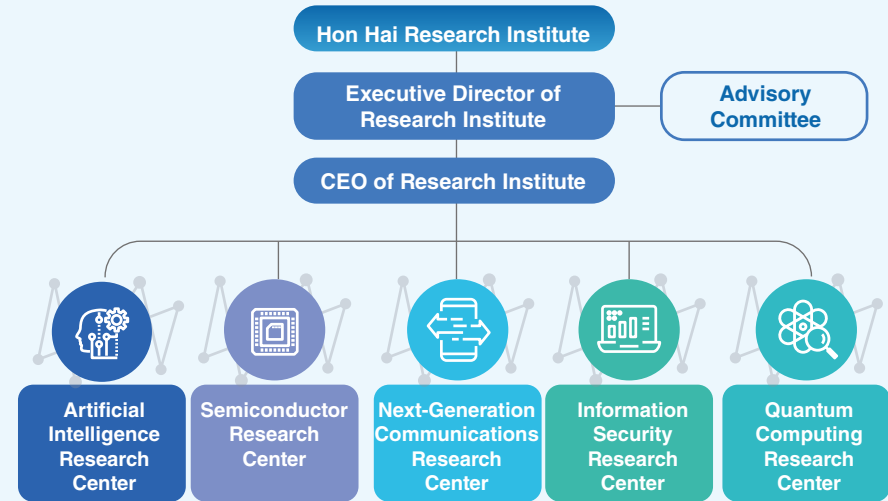 Hon Hai Research Institute
Executive Director of
Research Institute
Advisory
Committee
CEO of Research Institute
Artificial
Intelligence
Research
Center
Semiconductor
Research
Center
Next-Generation
Communications
Research
Center
Information
Security
Research
Center
Quantum
Computing
Research
Center